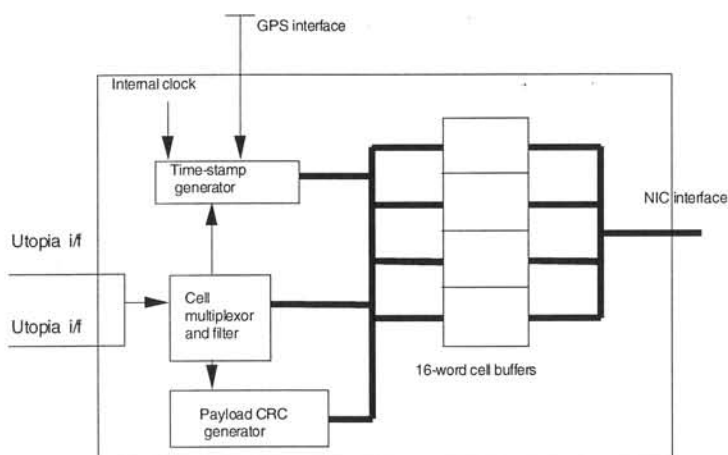 GPS interface
Internal clock
Time-stamp
generator
NIC interface
Utopia i/f
Cell
multiplexor
and filter
Utopia i/f
16-word cell buffers
Payload CRC
generator